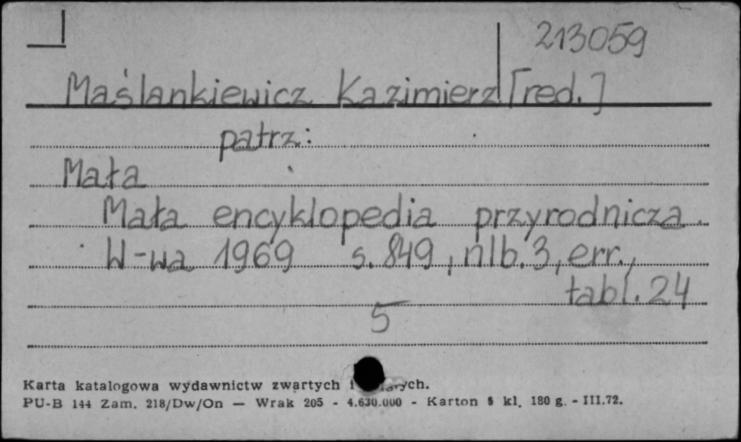 213059
Maślankiewicz Kazimierz [red.]
patrz:
Mała
Mała encyklopedia przyrodnicza.
W-wa 1969 s. 849, nlb. 3, err.,
tabl. 24
5
Karta katalogowa wydawnictw zwartych i
PU-B 144 Zam. 218/Dw/On — Wrak 205 - 4.630.000 - Karton kl. 180 g. - III.72.